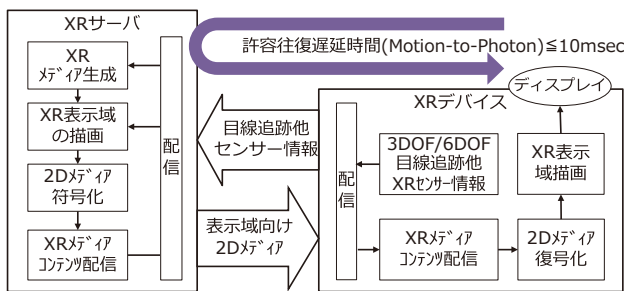 XRサーバ
XR
ﾒﾃﾞｨｱ生成
XR表示域
の描画
2Dﾒﾃﾞｨｱ
符号化
XRﾒﾃﾞｨｱ
ｺﾝﾃﾝﾂ配信
配信
許容往復遅延時間(Motion-to-Photon)≦10msec
目線追跡他
センサー情報
表示域向け
2Dﾒﾃﾞｨｱ
XRデバイス
ディスプレイ
配信
3DOF/6DOF
目線追跡他
XRｾﾝｻｰ情報
XR表示
域描画
XRﾒﾃﾞｨｱ
ｺﾝﾃﾝﾂ配信
2Dﾒﾃﾞｨｱ
復号化